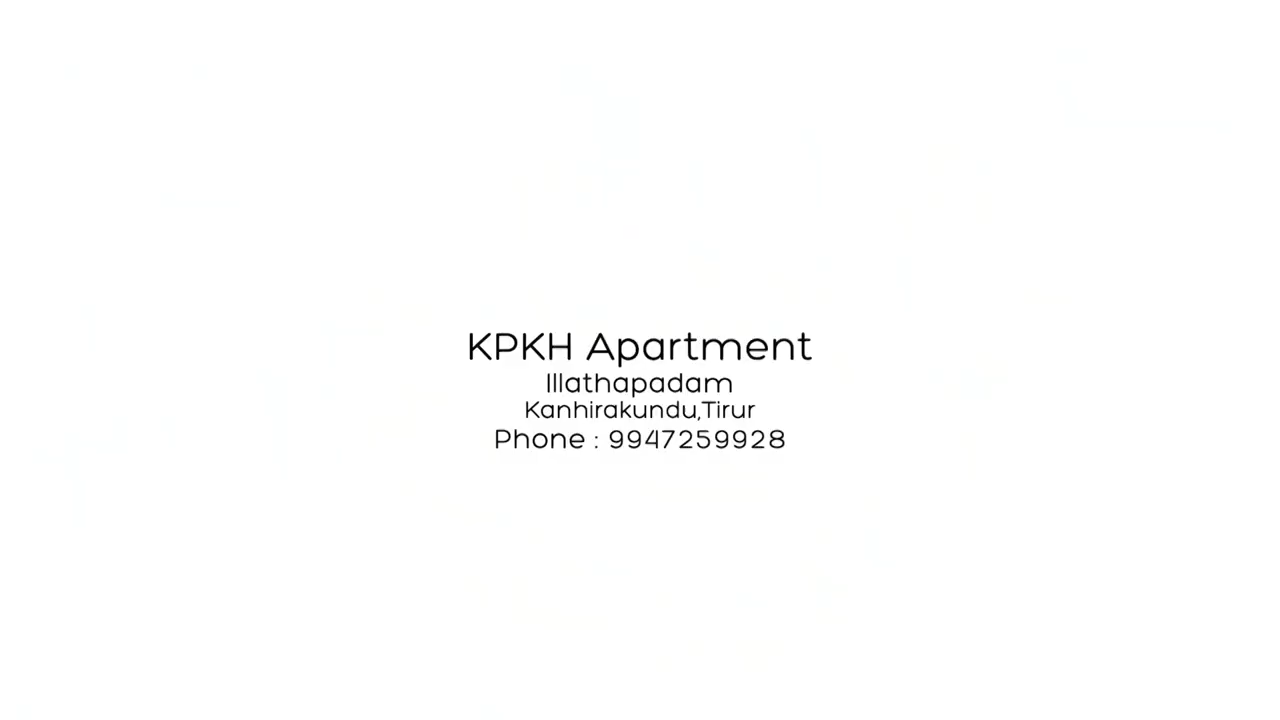 KPKH Apartment
Illathapadam
Kanhirakundu,Tirur
Phone : 9947259928